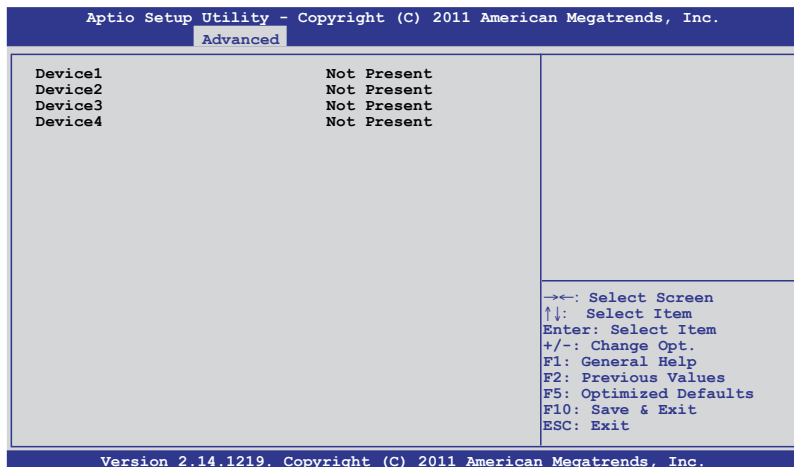 Aptio Setup Utility - Copyright (C) 2011 American Megatrends, Inc.
Advanced
Device1 Not Present
Device2 Not Present
Device3 Not Present
Device4 Not Present
→←: Select Screen
↑↓: Select Item
Enter: Select Item
+/-: Change Opt.
F1: General Help
F2: Previous Values
F5: Optimized Defaults
F10: Save & Exit
ESC: Exit
Version 2.14.1219. Copyright (C) 2011 American Megatrends, Inc.